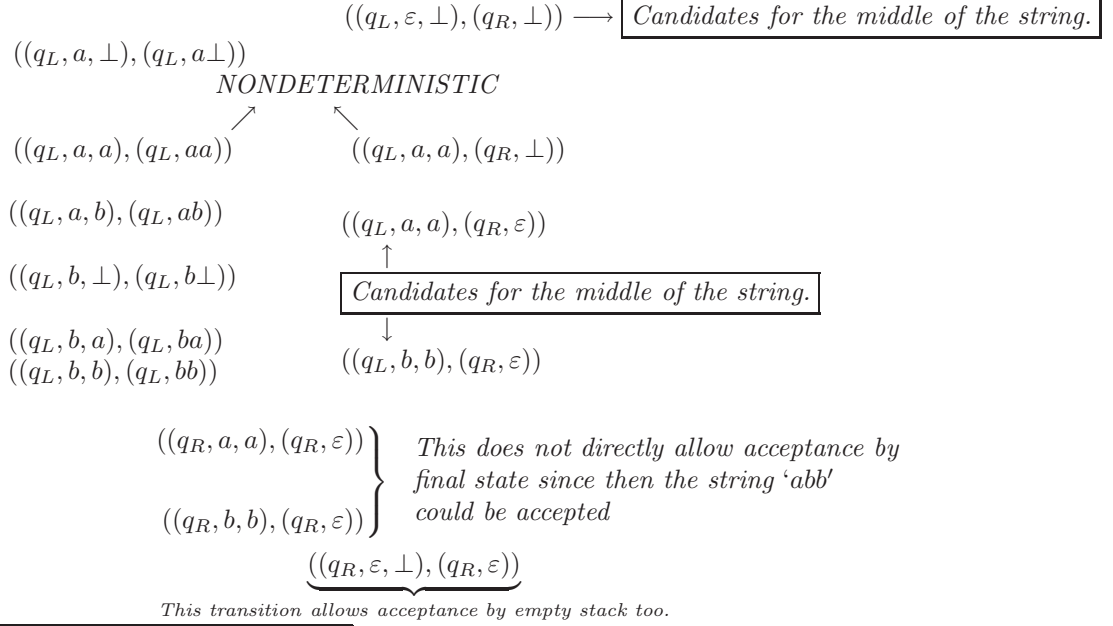 ((q_L, ε, ⊥), (q_R, ⊥)) ⟶ Candidates for the middle of the string.
((q_L, a, ⊥), (q_L, a⊥))
NONDETERMINISTIC
↗ ↖
((q_L, a, a), (q_L, aa)) ((q_L, a, a), (q_R, ⊥))
((q_L, a, b), (q_L, ab))
((q_L, a, a), (q_R, ε))
↑
((q_L, b, ⊥), (q_L, b⊥))
Candidates for the middle of the string.
↓
((q_L, b, a), (q_L, ba))
((q_L, b, b), (q_L, bb)) ((q_L, b, b), (q_R, ε))
((q_R, a, a), (q_R, ε))
((q_R, b, b), (q_R, ε))
This does not directly allow acceptance by
final state since then the string ‘abb′
could be accepted
((q_R, ε, ⊥), (q_R, ε))
This transition allows acceptance by empty stack too.